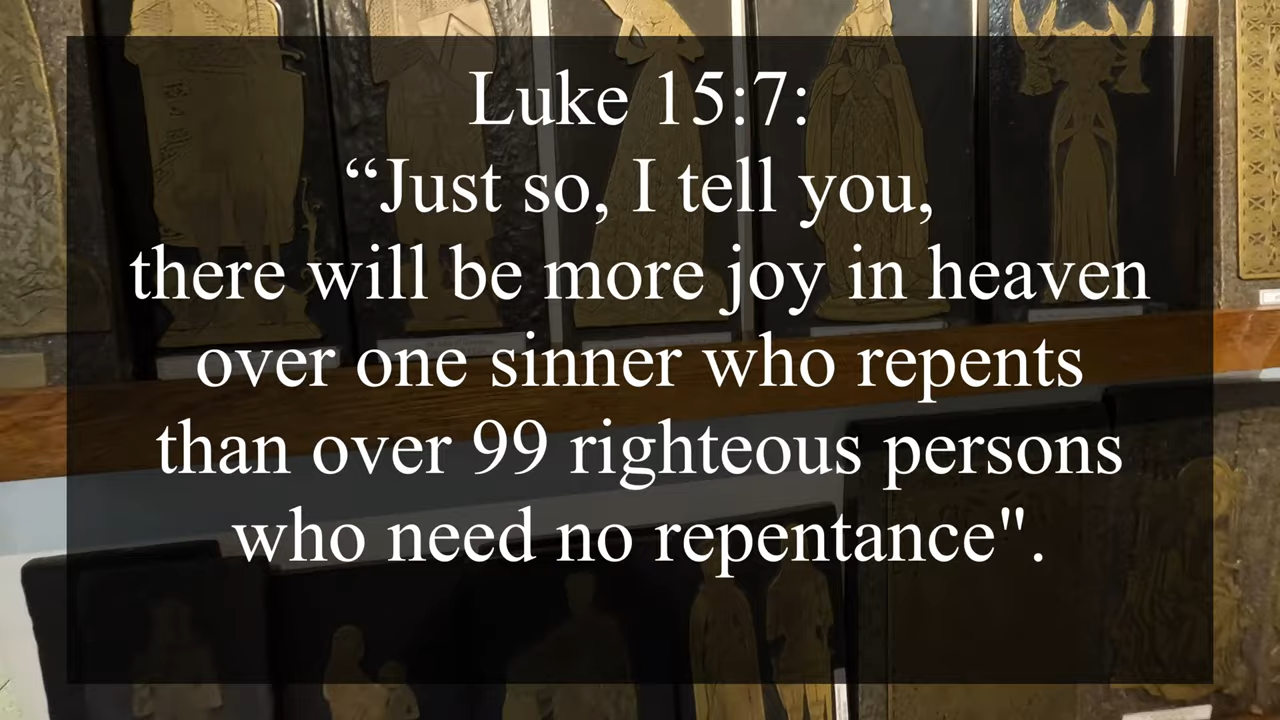 Luke 15:7:
“Just so, I tell you,
there will be more joy in heaven
over one sinner who repents
than over 99 righteous persons
who need no repentance".